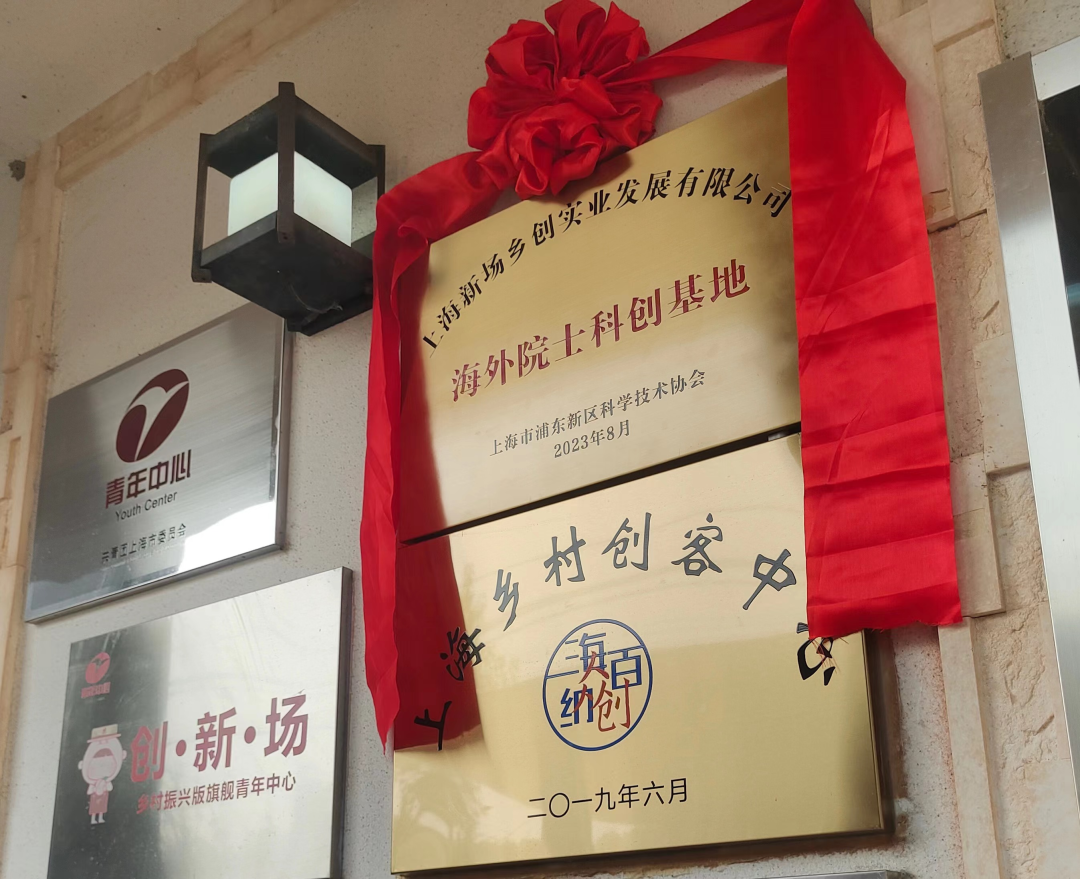 上海新场乡创实业发展有限公司
海外院士科创基地
上海市浦东新区科学技术协会
2023年8月
上海乡村创客中心
海百
纳创
二〇一九年六月
青年中心
Youth Center
共青团上海市委员会
青年中心
创·新·场
乡村振兴版旗舰青年中心